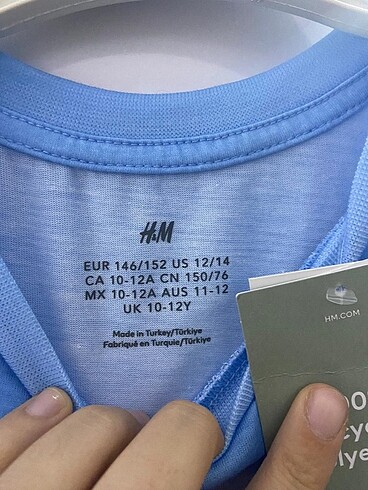 H&M
EUR 146/152 US 12/14
CA 10-12A CN 150/76
MX 10-12A AUS 11-12
UK 10-12Y
Made in Turkey/Türkiye
Fabriqué en Turquie/Türkiye
HM.COM